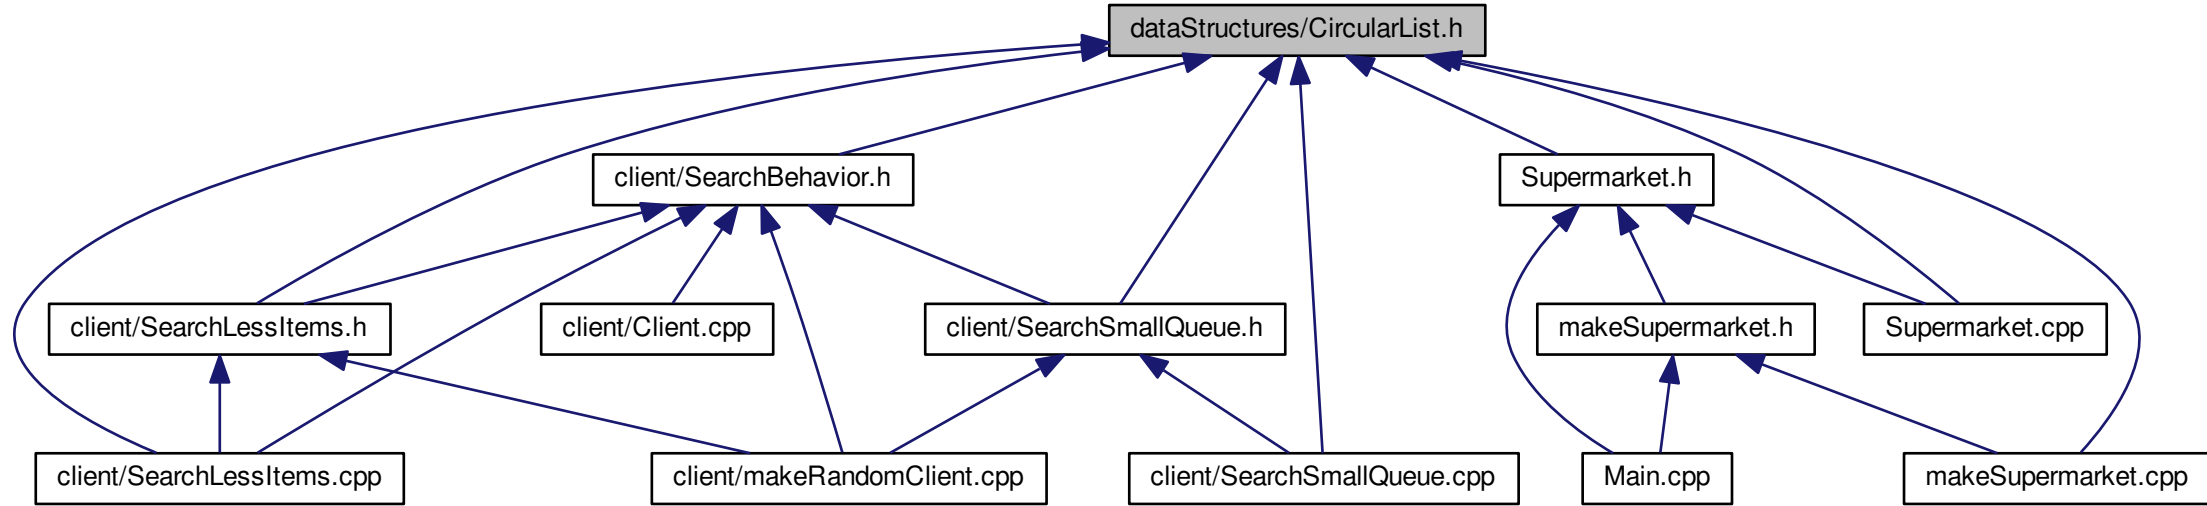 dataStructures/CircularList.h
client/SearchBehavior.h
Supermarket.h
client/SearchLessItems.h
client/Client.cpp
client/SearchSmallQueue.h
makeSupermarket.h
Supermarket.cpp
client/SearchLessItems.cpp
client/makeRandomClient.cpp
client/SearchSmallQueue.cpp
Main.cpp
makeSupermarket.cpp